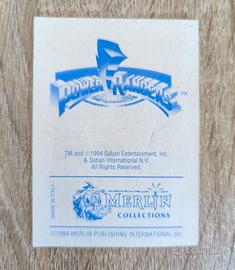 POWER RANGERS TM
TM and ©1994 Saban Entertainment, Inc.
& Saban International N.V.
All Rights Reserved.
MADE IN ITALY
MERLIN
COLLECTIONS
©1994 MERLIN PUBLISHING INTERNATIONAL plc